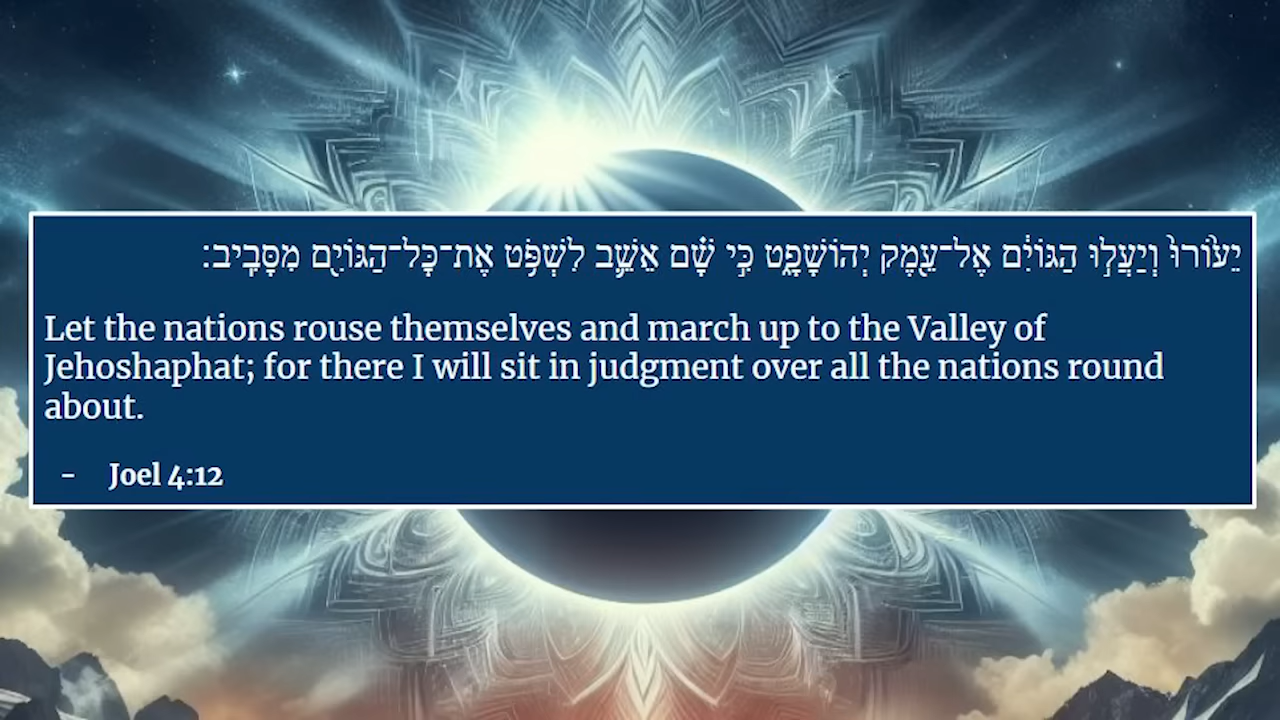 יֵע֙וֹרוּ֙ וְיַעֲל֣וּ הַגּוֹיִ֔ם אֶל־עֵ֖מֶק יְהוֹשָׁפָ֑ט כִּ֣י שָׁ֗ם אֵשֵׁ֛ב לִשְׁפֹּ֥ט אֶת־כׇּל־הַגּוֹיִ֖ם מִסָּבִֽיב׃
Let the nations rouse themselves and march up to the Valley of
Jehoshaphat; for there I will sit in judgment over all the nations round
about.
- Joel 4:12